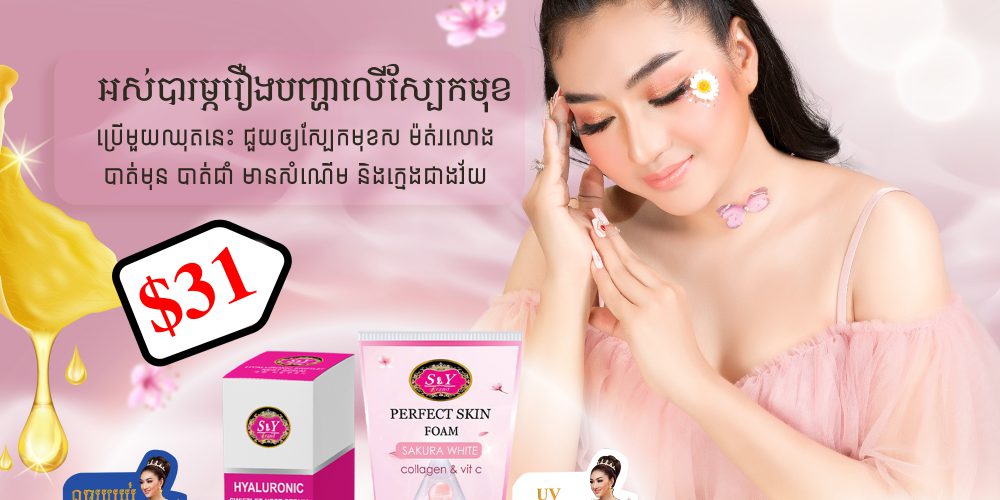 អស់បារម្ភរឿងបញ្ហាលើស្បែកមុខ
ប្រើមួយឈុតនេះ ជួយឲ្យស្បែកមុខស ម៉ត់រលោង
បាត់មុន បាត់ជាំ មានសំណើម និងក្មេងជាងវ័យ
$31
S&Y
Brand
HYALURONIC
S&Y
Brand
PERFECT SKIN
FOAM
SAKURA WHITE
collagen & vit c
UV